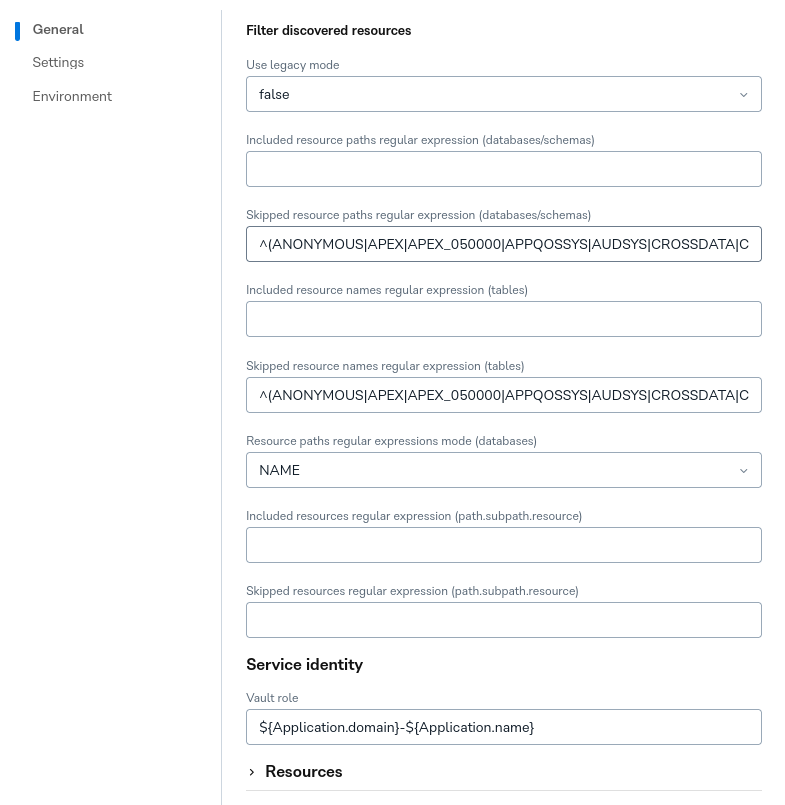 General
Settings
Environment
Filter discovered resources
Use legacy mode
false
Included resource paths regular expression (databases/schemas)
Skipped resource paths regular expression (databases/schemas)
^(ANONYMOUS|APEX|APEX_050000|APPQOSSYS|AUDSYS|CROSSDATA|C
Included resource names regular expression (tables)
Skipped resource names regular expression (tables)
^(ANONYMOUS|APEX|APEX_050000|APPQOSSYS|AUDSYS|CROSSDATA|C
Resource paths regular expressions mode (databases)
NAME
Included resources regular expression (path.subpath.resource)
Skipped resources regular expression (path.subpath.resource)
Service identity
Vault role
${Application.domain}-${Application.name}
Resources